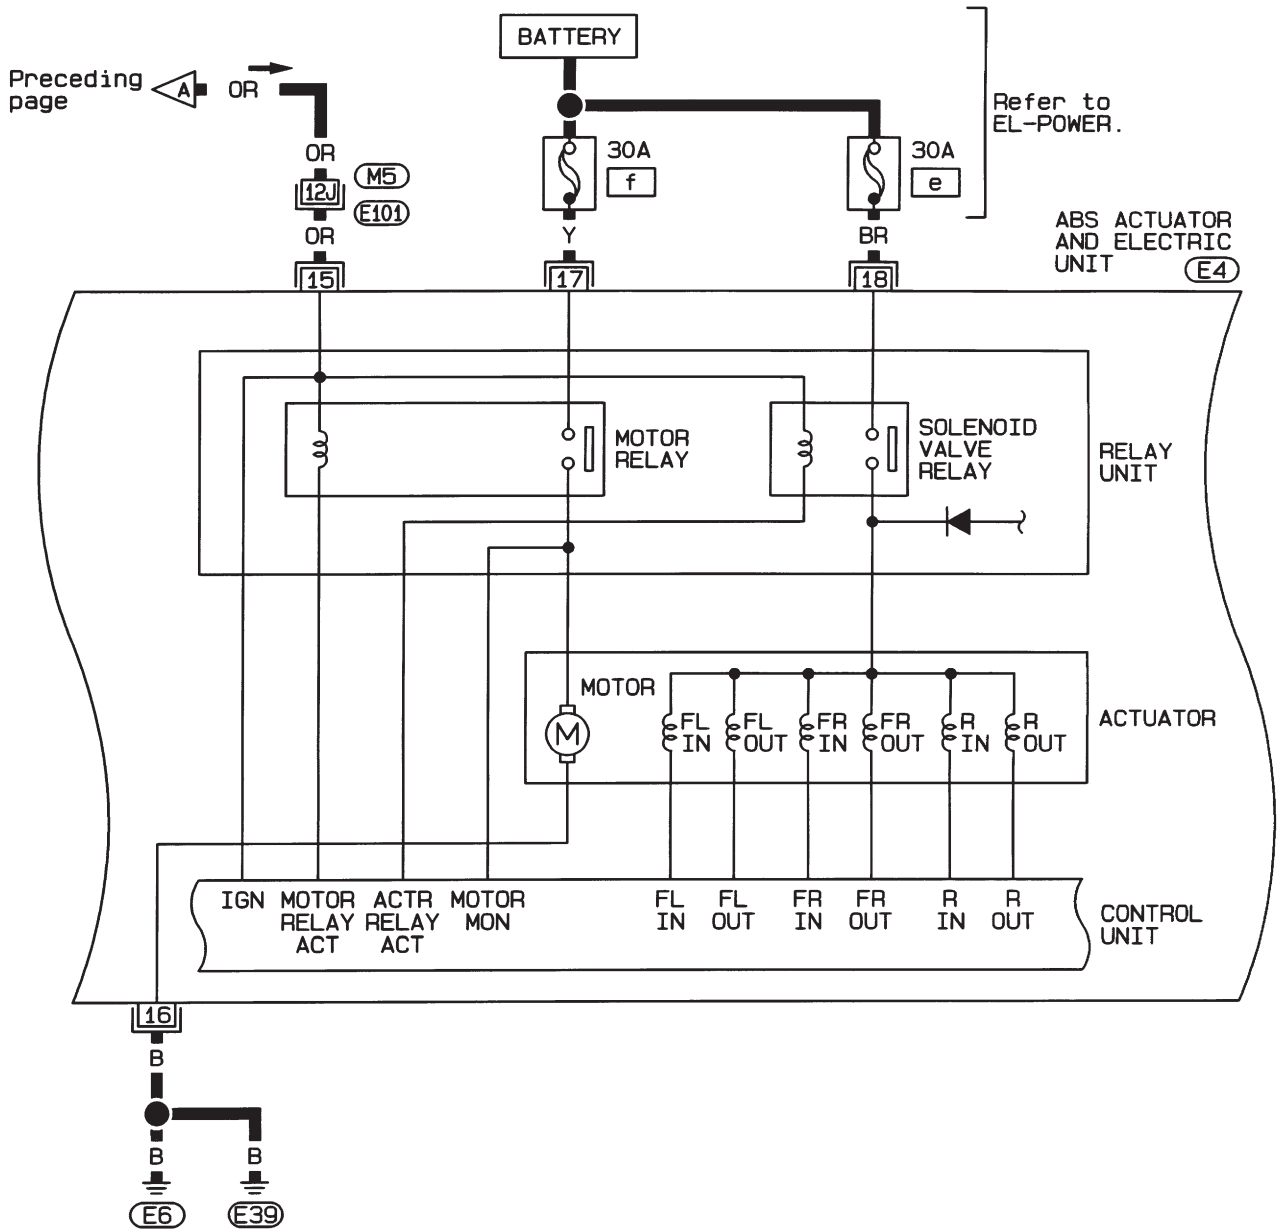 BATTERY
Preceding
page
A
OR
Refer to
EL-POWER.
30A
f
30A
e
OR
12J
M5
E101
OR
Y
BR
ABS ACTUATOR
AND ELECTRIC
UNIT
E4
15
17
18
MOTOR
RELAY
SOLENOID
VALVE
RELAY
RELAY
UNIT
MOTOR
M
FL
IN
FL
OUT
FR
IN
FR
OUT
R
IN
R
OUT
ACTUATOR
IGN
MOTOR
RELAY
ACT
ACTR
RELAY
ACT
MOTOR
MON
FL
IN
FL
OUT
FR
IN
FR
OUT
R
IN
R
OUT
CONTROL
UNIT
16
B
B
B
E6
E39